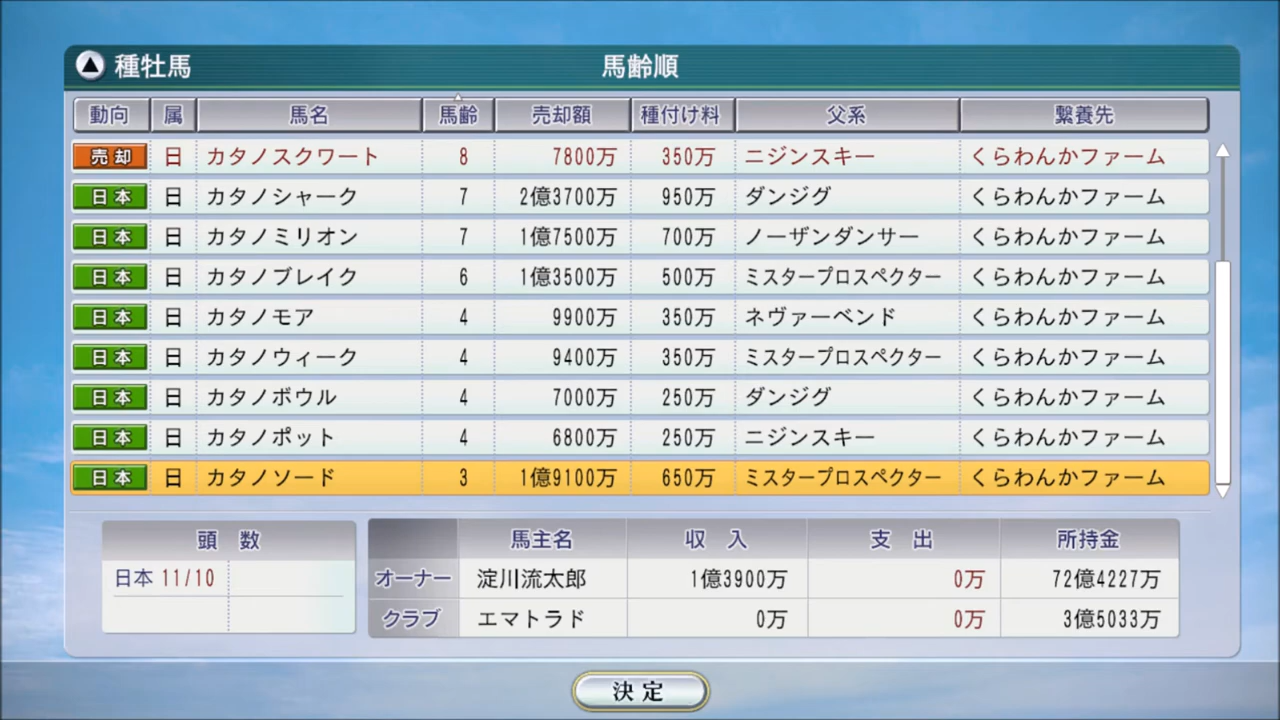 種牡馬 馬齢順
動向 属 馬名 馬齢 売却額 種付け料 父系 繋養先
売却 日 カタノスクワート 8 7800万 350万 ニジンスキー くらわんかファーム
日本 日 カタノシャーク 7 2億3700万 950万 ダンジグ くらわんかファーム
日本 日 カタノミリオン 7 1億7500万 700万 ノーザンダンサー くらわんかファーム
日本 日 カタノブレイク 6 1億3500万 500万 ミスタープロスペクター くらわんかファーム
日本 日 カタノモア 4 9900万 350万 ネヴァーベンド くらわんかファーム
日本 日 カタノウィーク 4 9400万 350万 ミスタープロスペクター くらわんかファーム
日本 日 カタノボウル 4 7000万 250万 ダンジグ くらわんかファーム
日本 日 カタノポット 4 6800万 250万 ニジンスキー くらわんかファーム
日本 日 カタノソード 3 1億9100万 650万 ミスタープロスペクター くらわんかファーム
頭 数
日本 11/10
馬主名 収 入 支 出 所持金
オーナー 淀川流太郎 1億3900万 0万 72億4227万
クラブ エマトラド 0万 0万 3億5033万
決定